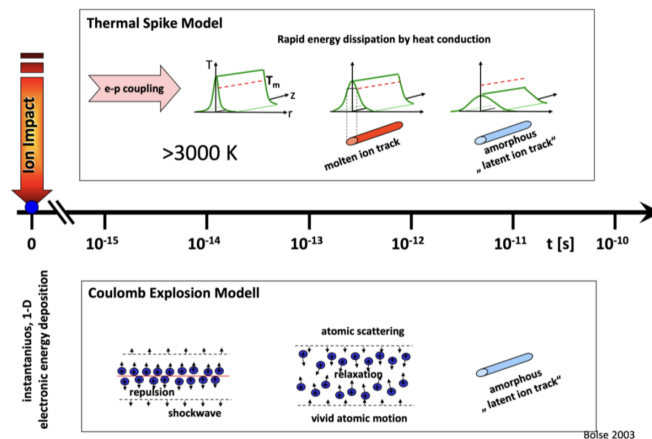 Thermal Spike Model
Rapid energy dissipation by heat conduction
Ion Impact
e-p coupling
T
Tm
z
r
>3000 K
molten ion track
amorphous
„ latent ion track“
0
10-15
10-14
10-13
10-12
10-11
t [s]
10-10
instantaniuos, 1-D
electronic energy deposition
Coulomb Explosion Modell
repulsion
shockwave
atomic scattering
relaxation
vivid atomic motion
amorphous
„ latent ion track“
Bolse 2003